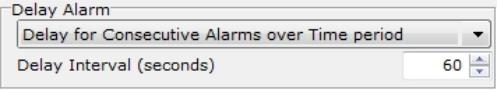 Delay Alarm
Delay for Consecutive Alarms over Time period
Delay Interval (seconds) 60